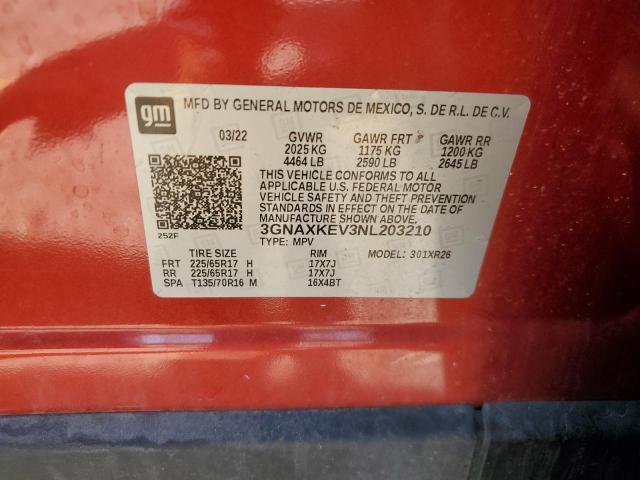 gm MFD BY GENERAL MOTORS DE MEXICO, S. DE R.L. DE C.V.
03/22 GVWR GAWR FRT GAWR RR
2025 KG 1175 KG 1200 KG
4464 LB 2590 LB 2645 LB
THIS VEHICLE CONFORMS TO ALL
APPLICABLE U.S. FEDERAL MOTOR
VEHICLE SAFETY AND THEFT PREVENTION
STANDARDS IN EFFECT ON THE DATE OF
MANUFACTURE SHOWN ABOVE.
252F 3GNAXKEV3NL203210
TYPE: MPV MODEL: 301XR26
TIRE SIZE RIM
FRT 225/65R17 H 17X7J
RR 225/65R17 H 17X7J
SPA T135/70R16 M 16X4BT